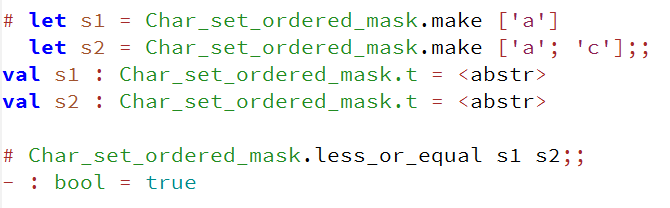 # let s1 = Char_set_ordered_mask.make ['a']
  let s2 = Char_set_ordered_mask.make ['a'; 'c'];;
val s1 : Char_set_ordered_mask.t = <abstr>
val s2 : Char_set_ordered_mask.t = <abstr>

# Char_set_ordered_mask.less_or_equal s1 s2;;
- : bool = true